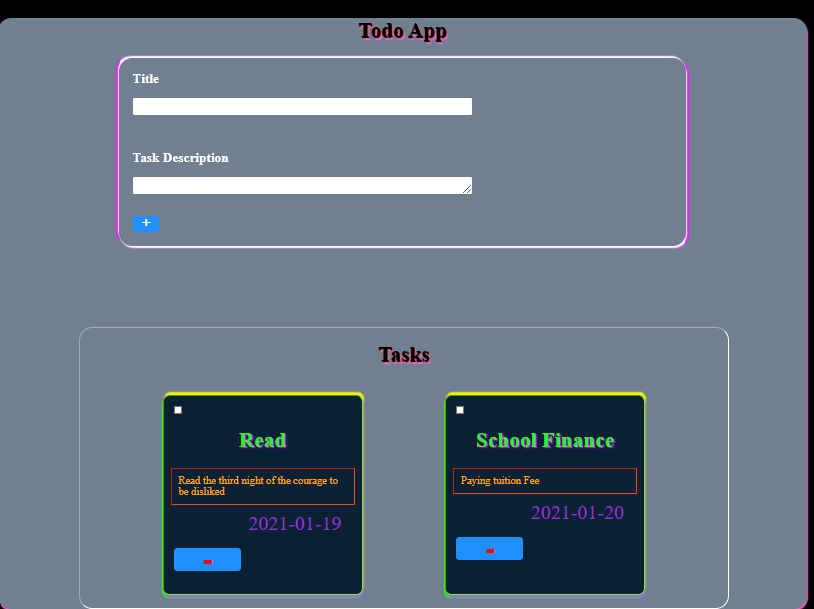 Todo App
Title
Task Description
+
Tasks
Read
Read the third night of the courage to
be disliked
2021-01-19
-
School Finance
Paying tuition Fee
2021-01-20
-